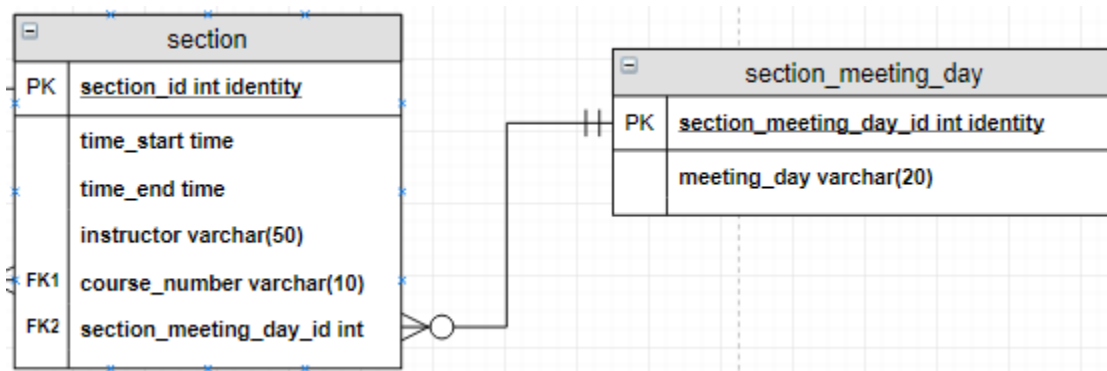 section
PK section_id int identity
time_start time
time_end time
instructor varchar(50)
FK1 course_number varchar(10)
FK2 section_meeting_day_id int
section_meeting_day
PK section_meeting_day_id int identity
meeting_day varchar(20)